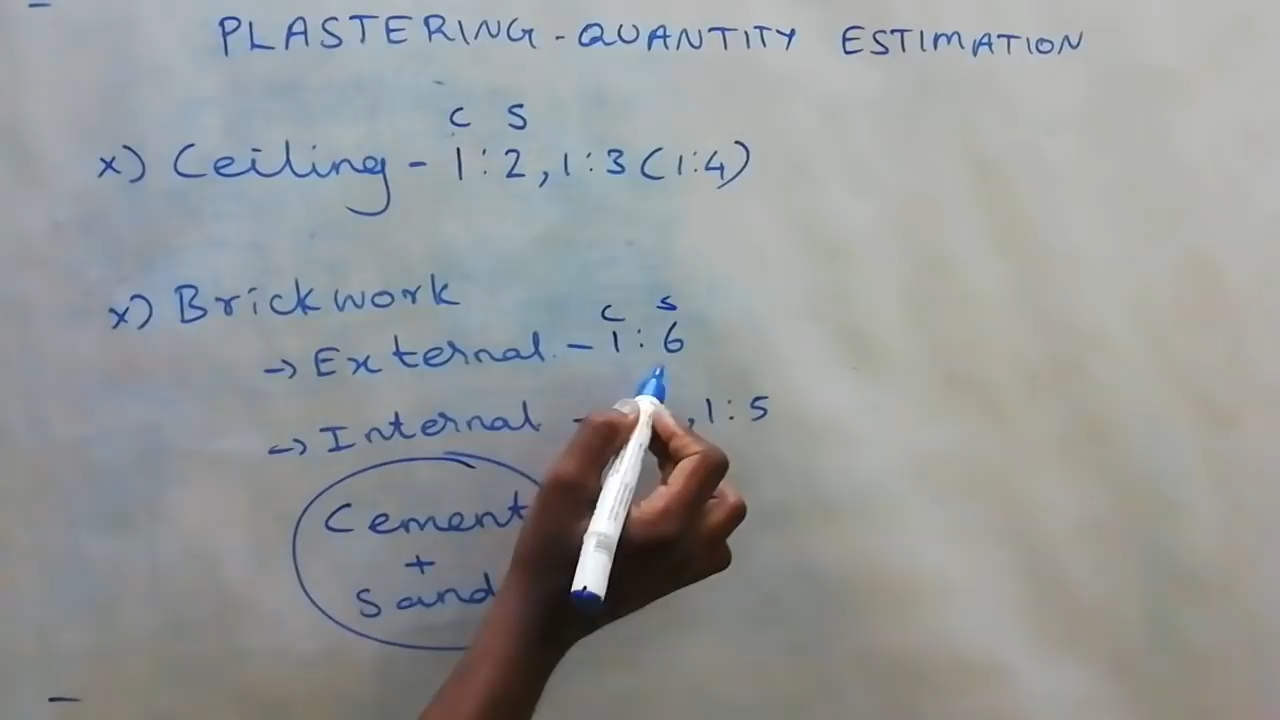 PLASTERING - QUANTITY ESTIMATION
C S
x) Ceiling - 1:2, 1:3 (1:4)
x) Brickwork
C S
→ External - 1:6
→ Internal - , 1:5
Cement
+
Sand